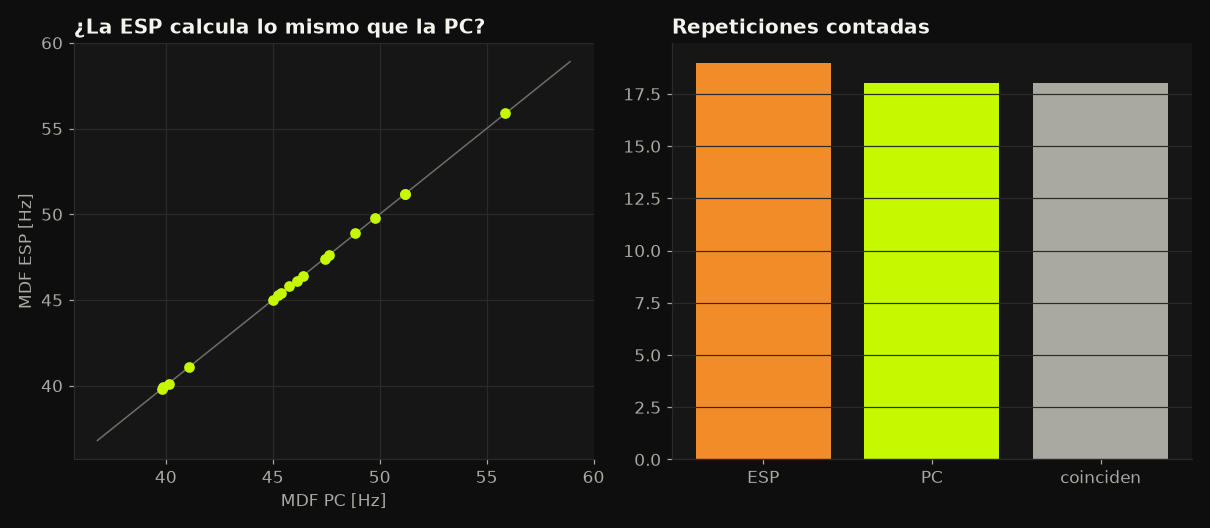 ¿La ESP calcula lo mismo que la PC?
60
55
50
45
40
MDF ESP [Hz]
40 45 50 55 60
MDF PC [Hz]
Repeticiones contadas
17.5
15.0
12.5
10.0
7.5
5.0
2.5
0.0
ESP PC coinciden